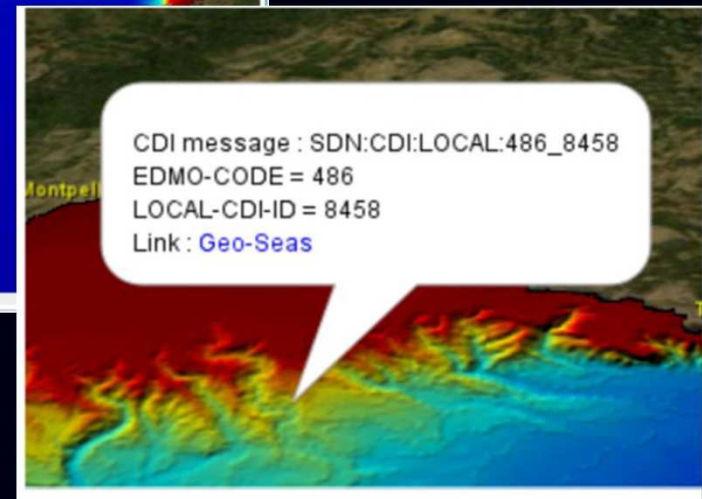 CDI message : SDN:CDI:LOCAL:486_8458
EDMO-CODE = 486
LOCAL-CDI-ID = 8458
Link : Geo-Seas